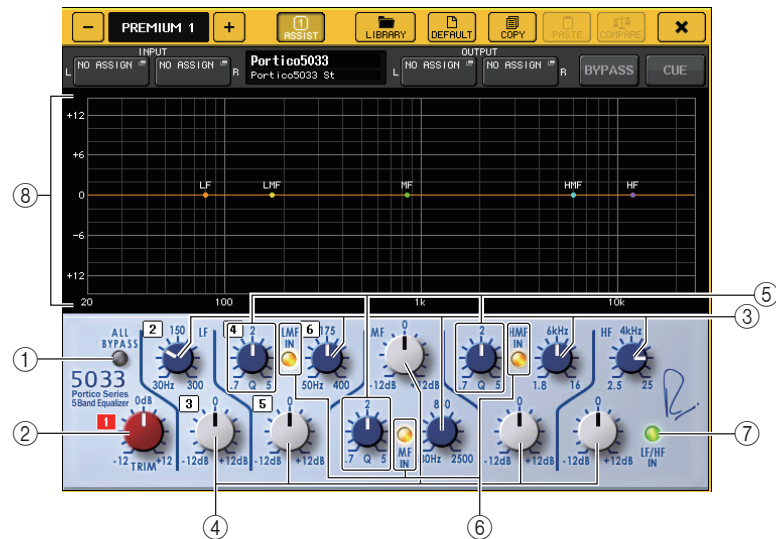 PREMIUM 1
1
ASSIST
LIBRARY
DEFAULT
COPY
PASTE
COMPARE
INPUT
L
NO ASSIGN
NO ASSIGN
R
Portico5033
Portico5033 St
OUTPUT
L
NO ASSIGN
NO ASSIGN
R
BYPASS
CUE
+12
+6
0
-6
-12
LF
LMF
MF
HMF
HF
20
100
1k
10k
⑧
⑤
③
①
②
④
⑥
⑦
ALL
BYPASS
2
150
LF
30Hz
300
4
2
.7 Q 5
LMF
IN
6
175
50Hz
400
MF
0
-12dB
+12dB
2
.7 Q 5
HMF
IN
6kHz
1.8
16
HF
4kHz
2.5
25
5033
Portico Series
5Band Equalizer
1
0dB
-12
+12
TRIM
3
0
-12dB
+12dB
5
0
-12dB
+12dB
2
.7 Q 5
MF
IN
2500
0
-12dB
+12dB
0
-12dB
+12dB
LF/HF
IN